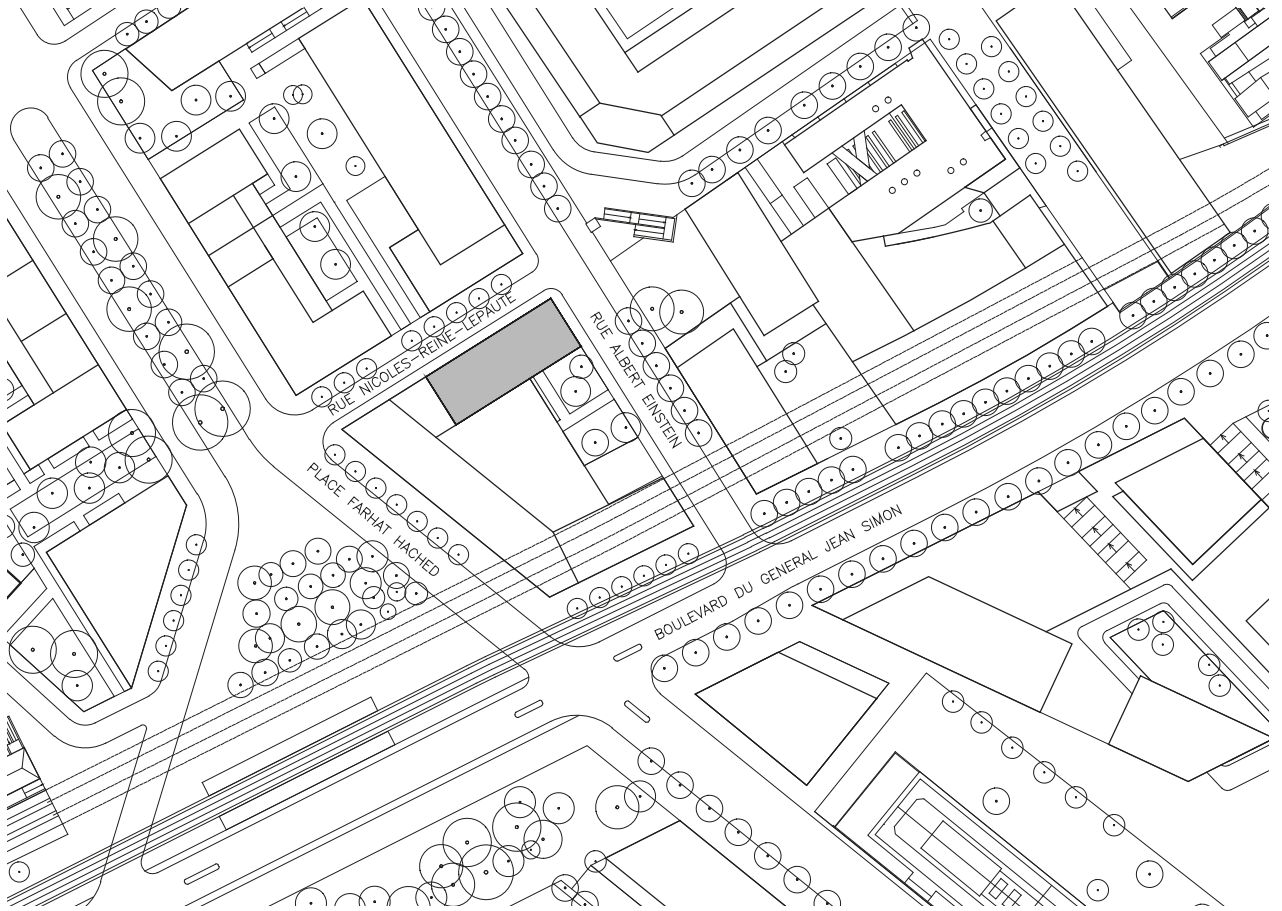 RUE NICOLES-REINE-LEPAUTE
RUE ALBERT EINSTEIN
PLACE FARHAT HACHED
BOULEVARD DU GENERAL JEAN SIMON